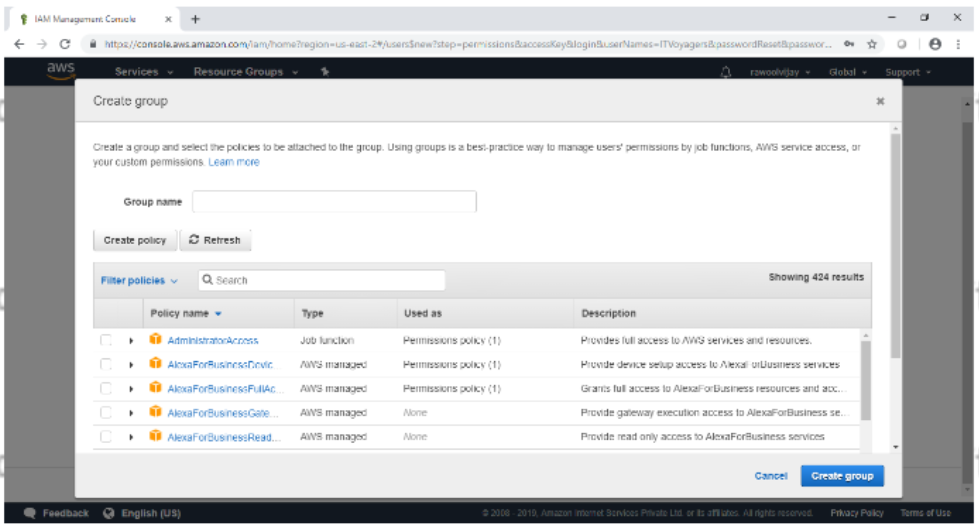 IAM Management Console
https://console.aws.amazon.com/iam/home?region=us-east-2#/users$new?step=permissions&accessKey&login&userNames=ITVoyagers&passwordReset&passwor...
aws Services Resource Groups rawoolvijay Global Support
Create group
Create a group and select the policies to be attached to the group. Using groups is a best-practice way to manage users' permissions by job functions, AWS service access, or
your custom permissions. Learn more
Group name
Create policy Refresh
Filter policies Search Showing 424 results
Policy name Type Used as Description
AdministratorAccess Job function Permissions policy (1) Provides full access to AWS services and resources.
AlexaForBusinessDevic... AWS managed Permissions policy (1) Provide device setup access to AlexaForBusiness services
AlexaForBusinessFullAc... AWS managed Permissions policy (1) Grants full access to AlexaForBusiness resources and acc...
AlexaForBusinessGate... AWS managed None Provide gateway execution access to AlexaForBusiness se...
AlexaForBusinessRead... AWS managed None Provide read only access to AlexaForBusiness services
Cancel Create group
Feedback English (US) © 2008 - 2019, Amazon Internet Services Private Ltd. or its affiliates. All rights reserved. Privacy Policy Terms of Use